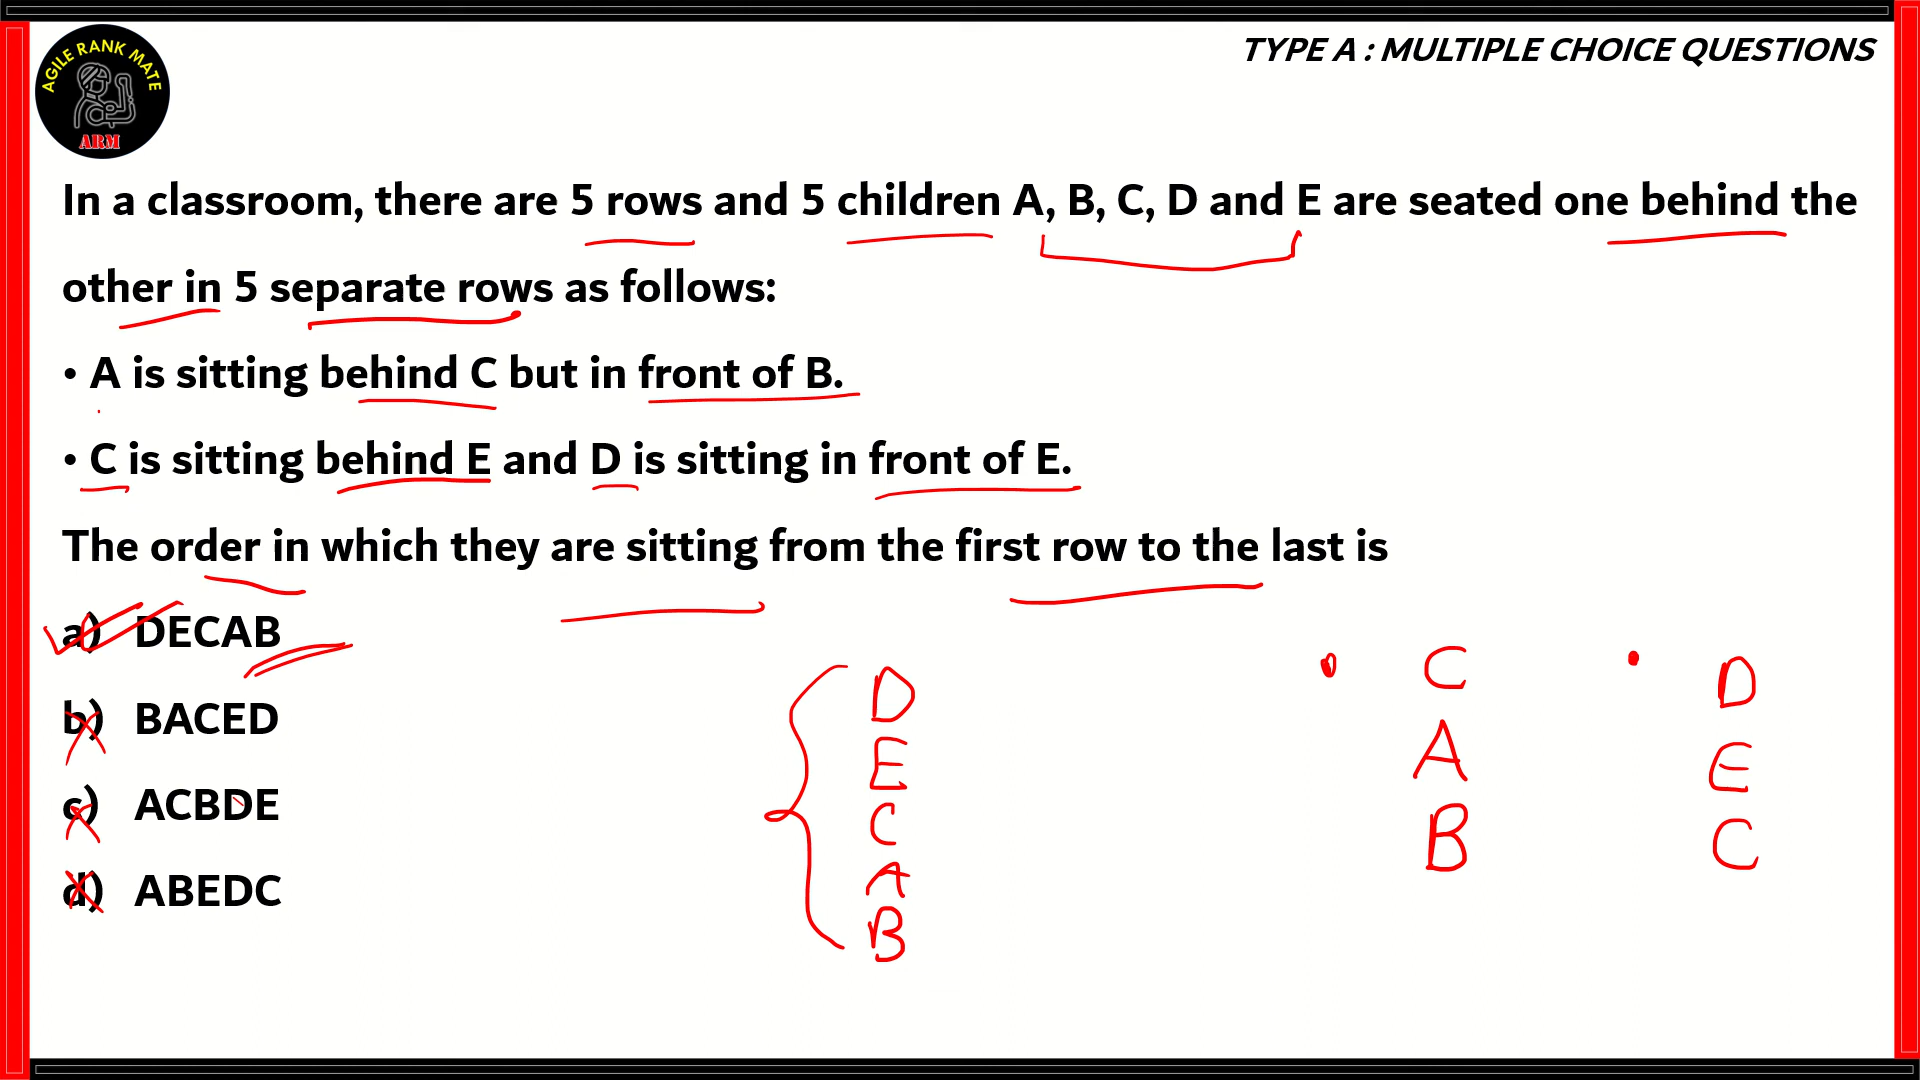 AGILE RANK MATE
ARM
TYPE A : MULTIPLE CHOICE QUESTIONS
In a classroom, there are 5 rows and 5 children A, B, C, D and E are seated one behind the
other in 5 separate rows as follows:
• A is sitting behind C but in front of B.
• C is sitting behind E and D is sitting in front of E.
The order in which they are sitting from the first row to the last is
a) DECAB
b) BACED
c) ACBDE
d) ABEDC
D
E
C
A
B
C
A
B
D
E
C